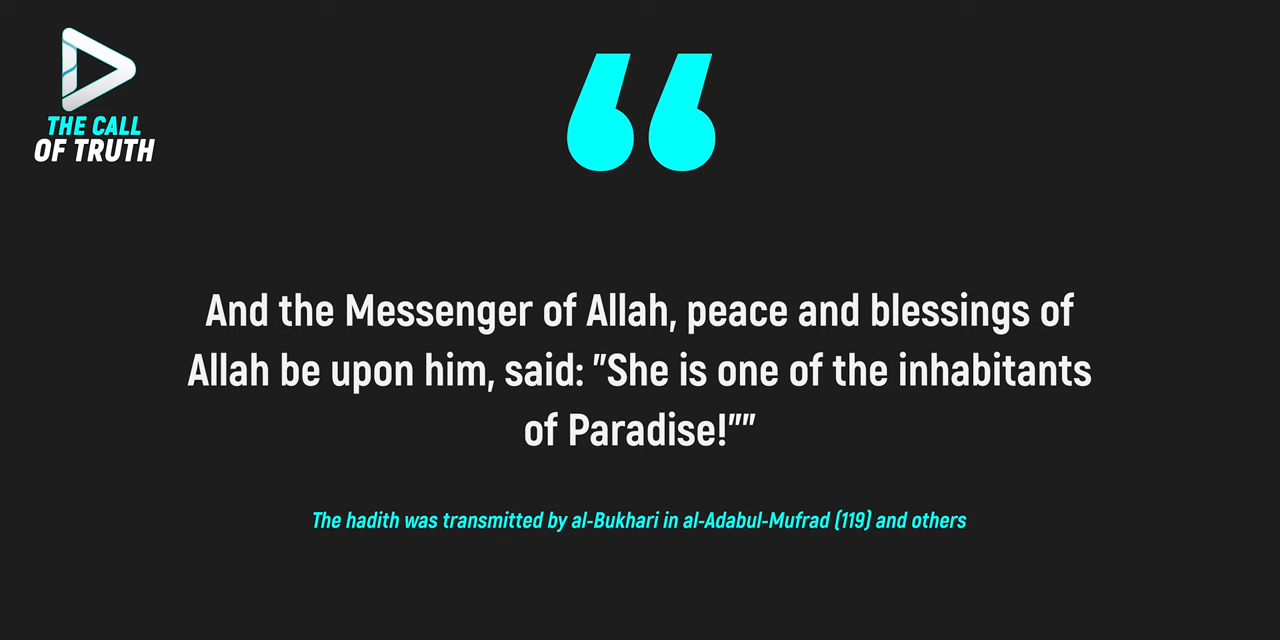 THE CALL
OF TRUTH
“
And the Messenger of Allah, peace and blessings of
Allah be upon him, said: ”She is one of the inhabitants
of Paradise!””
The hadith was transmitted by al-Bukhari in al-Adabul-Mufrad (119) and others